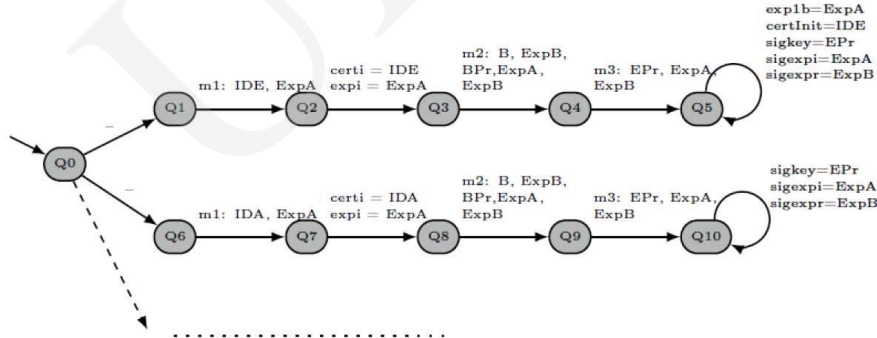 exp1b=ExpA
certInit=IDE
sigkey=EPr
sigexpi=ExpA
sigexpr=ExpB
m1: IDE, ExpA
certi = IDE
expi = ExpA
m2: B, ExpB,
BPr,ExpA,
ExpB
m3: EPr, ExpA,
ExpB
Q1
Q2
Q3
Q4
Q5
–
Q0
–
sigkey=EPr
sigexpi=ExpA
sigexpr=ExpB
m1: IDA, ExpA
certi = IDA
expi = ExpA
m2: B, ExpB,
BPr,ExpA,
ExpB
m3: EPr, ExpA,
ExpB
Q6
Q7
Q8
Q9
Q10